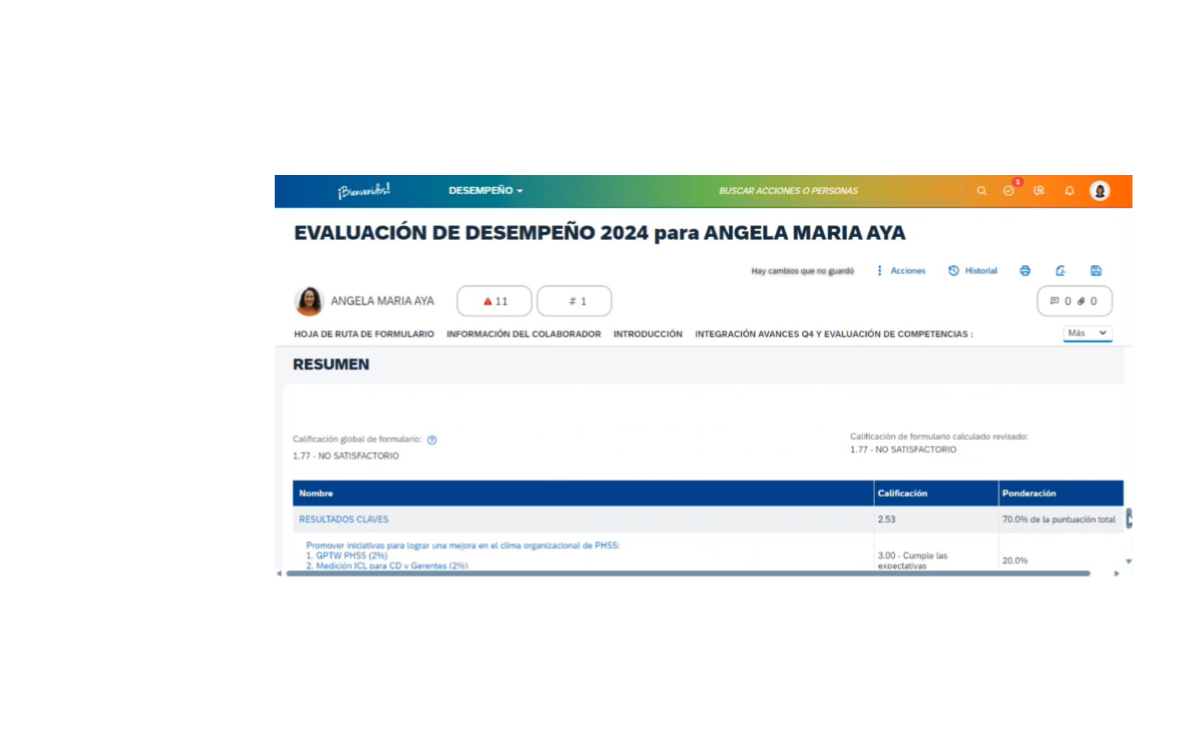 ¡Bienvenidos!
DESEMPEÑO
BUSCAR ACCIONES O PERSONAS
2
EVALUACIÓN DE DESEMPEÑO 2024 para ANGELA MARIA AYA
Hay cambios que no guardó
Acciones
Historial
ANGELA MARIA AYA
11
# 1
0
0
HOJA DE RUTA DE FORMULARIO
INFORMACIÓN DEL COLABORADOR
INTRODUCCIÓN
INTEGRACIÓN AVANCES Q4 Y EVALUACIÓN DE COMPETENCIAS :
Más
RESUMEN
Calificación global de formulario:
1.77 - NO SATISFACTORIO
Calificación de formulario calculado revisado:
1.77 - NO SATISFACTORIO
Nombre
Calificación
Ponderación
RESULTADOS CLAVES
2.53
70.0% de la puntuación total
Promover iniciativas para lograr una mejora en el clima organizacional de PHSS:
1. GPTW PHSS (2%)
2. Medición ICL para CD y Gerentes (2%)
3.00 - Cumple las
expectativas
20.0%